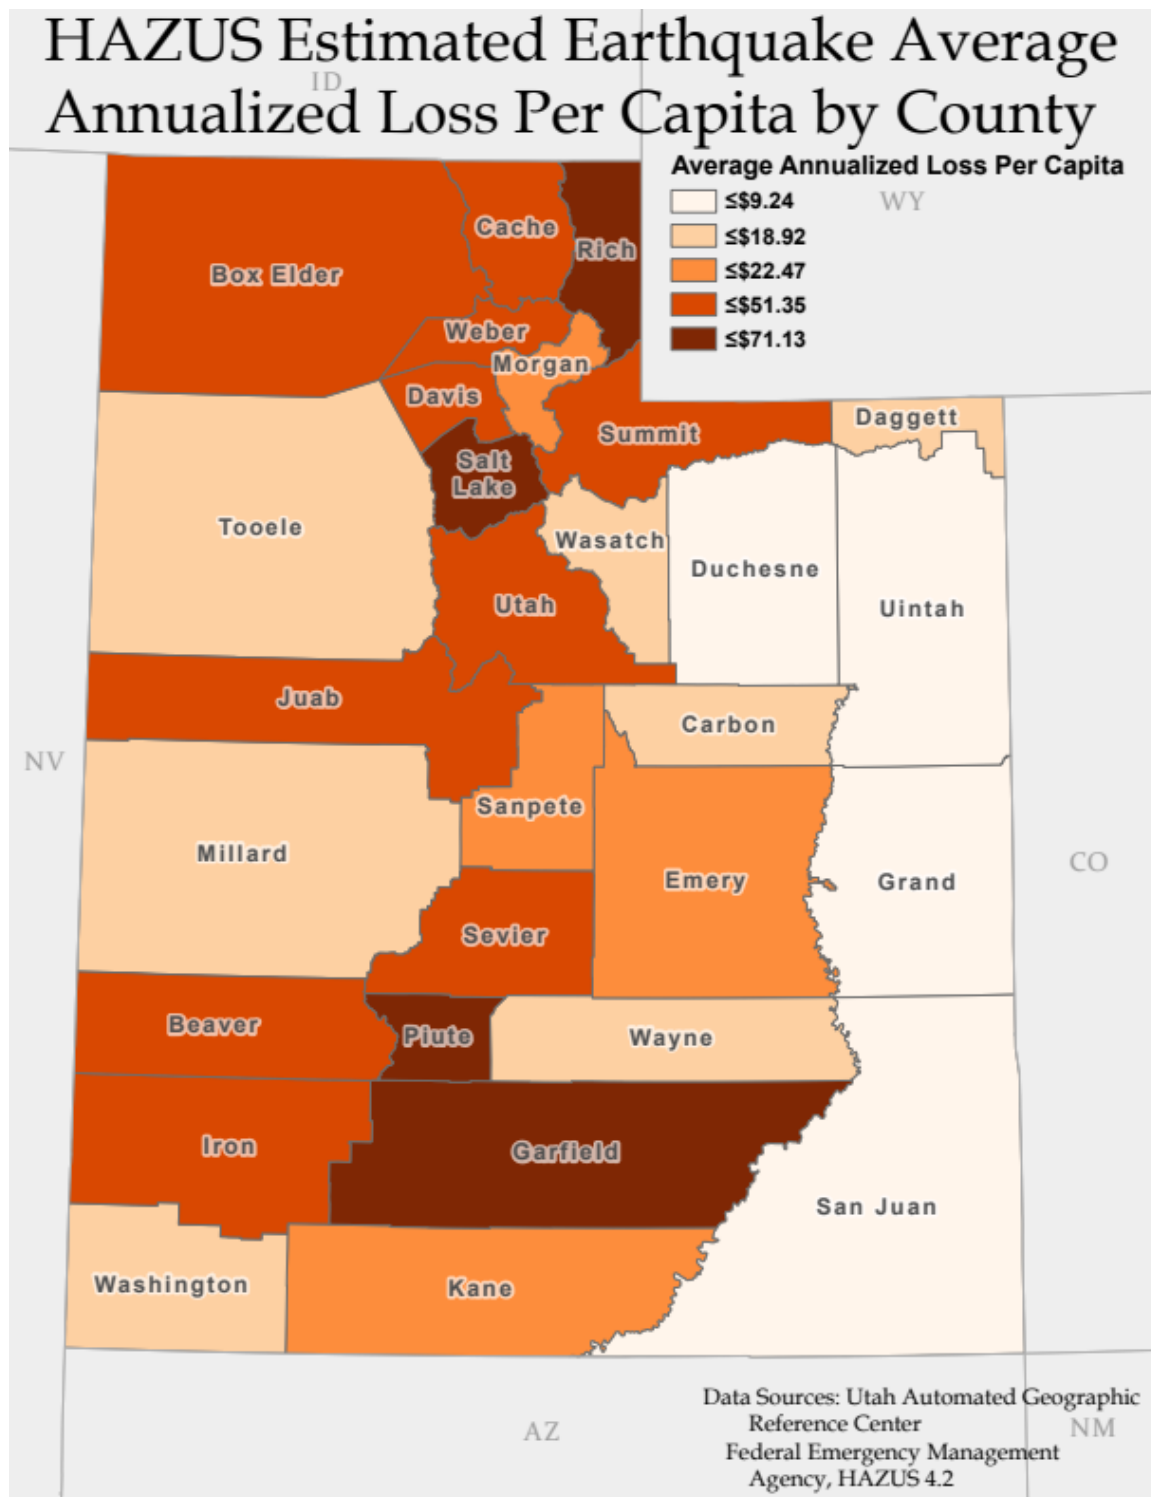 HAZUS Estimated Earthquake Average
ID
Annualized Loss Per Capita by County
Average Annualized Loss Per Capita
≤$9.24
WY
≤$18.92
≤$22.47
≤$51.35
≤$71.13
Cache
Rich
Box Elder
Weber
Morgan
Davis
Daggett
Summit
Salt
Lake
Tooele
Wasatch
Duchesne
Utah
Uintah
Juab
Carbon
NV
Sanpete
Millard
CO
Emery
Grand
Sevier
Beaver
Piute
Wayne
Iron
Garfield
San Juan
Washington
Kane
Data Sources: Utah Automated Geographic
Reference Center
AZ
NM
Federal Emergency Management
Agency, HAZUS 4.2